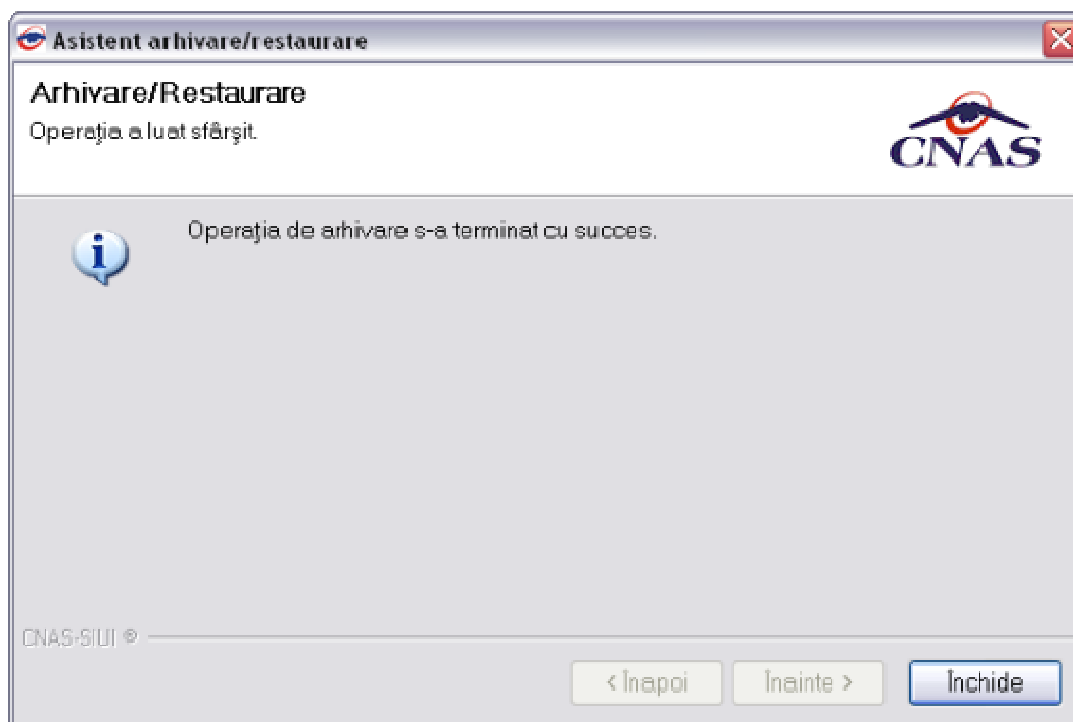 Asistent arhivare/restaurare
Arhivare/Restaurare
Operaţia a luat sfârşit.
CNAS
Operaţia de arhivare s-a terminat cu succes.
CNAS-SIUI ®
< Înapoi
Înainte >
Închide